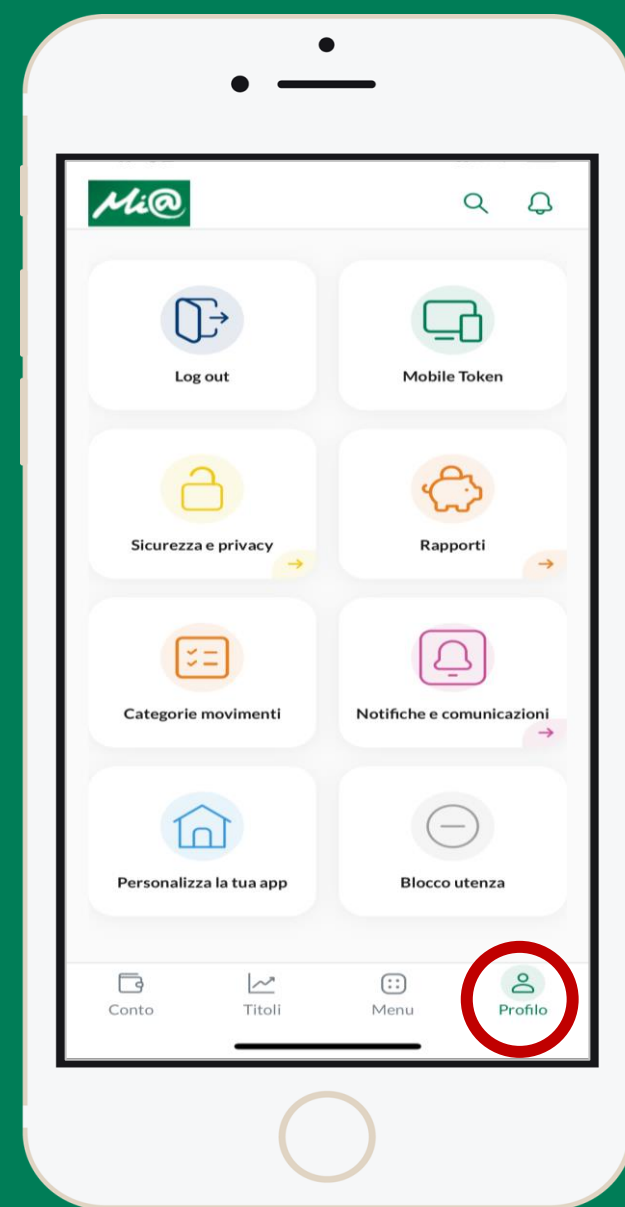 Mi@
Log out
Mobile Token
Sicurezza e privacy
Rapporti
Categorie movimenti
Notifiche e comunicazioni
Personalizza la tua app
Blocco utenza
Conto
Titoli
Menu
Profilo